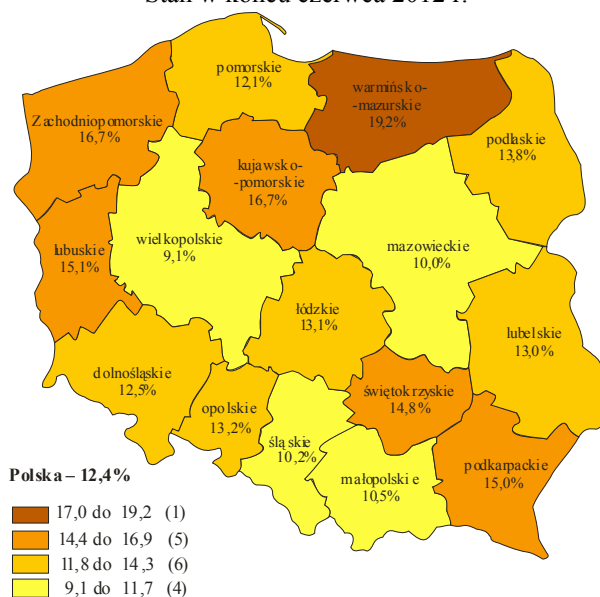 Stan w końcu czerwca 2012 r.
pomorskie
12,1%
warmińsko-
-mazurskie
19,2%
Zachodniopomorskie
16,7%
podlaskie
13,8%
kujawsko-
-pomorskie
16,7%
wielkopolskie
9,1%
mazowieckie
10,0%
lubuskie
15,1%
łódzkie
13,1%
lubelskie
13,0%
dolnośląskie
12,5%
świętokrzyskie
14,8%
opolskie
13,2%
śląskie
10,2%
podkarpackie
15,0%
małopolskie
10,5%
Polska – 12,4%
17,0 do 19,2 (1)
14,4 do 16,9 (5)
11,8 do 14,3 (6)
9,1 do 11,7 (4)